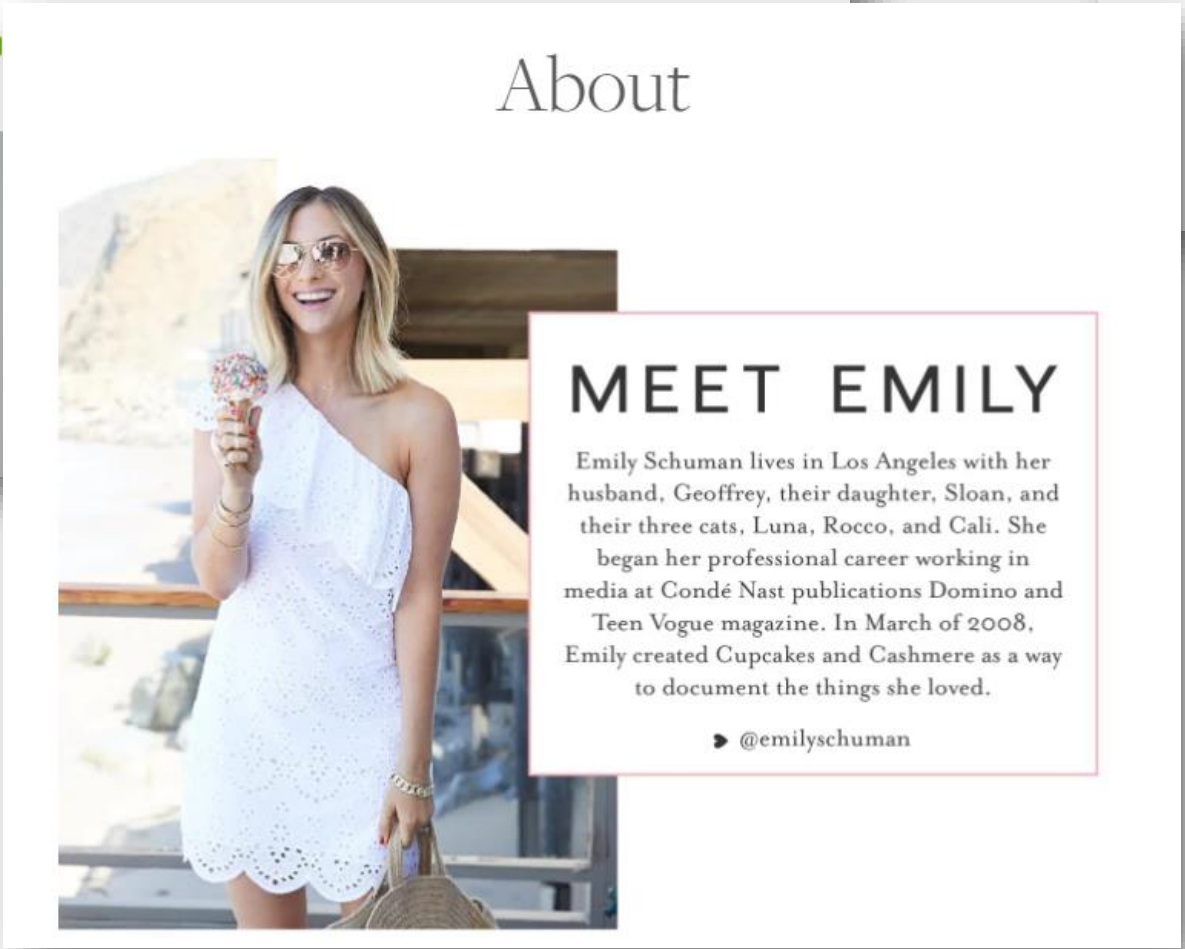 About
MEET EMILY
Emily Schuman lives in Los Angeles with her
husband, Geoffrey, their daughter, Sloan, and
their three cats, Luna, Rocco, and Cali. She
began her professional career working in
media at Condé Nast publications Domino and
Teen Vogue magazine. In March of 2008,
Emily created Cupcakes and Cashmere as a way
to document the things she loved.
@emilyschuman